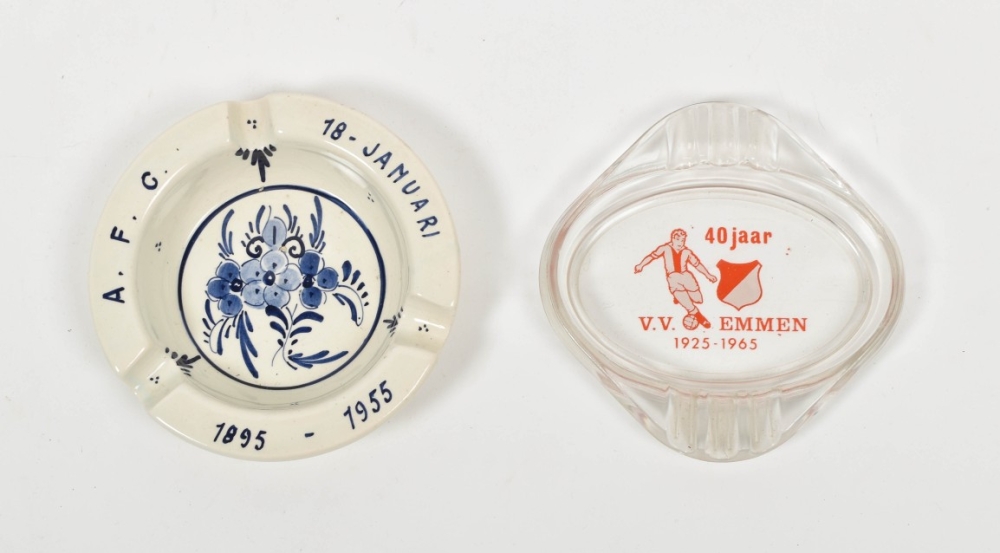 A. F. C.
18-JANUARI
1895 - 1955
40 jaar
V.V. EMMEN
1925-1965